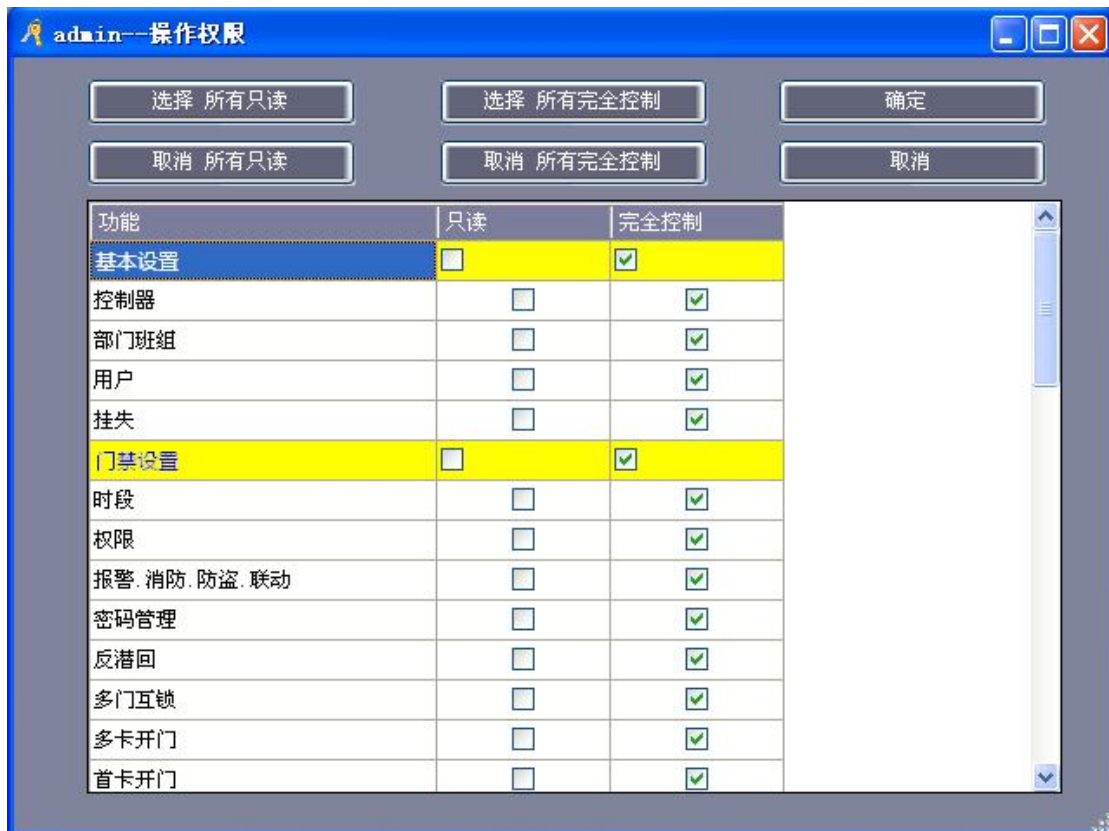 admin--操作权限
选择 所有只读 选择 所有完全控制 确定
取消 所有只读 取消 所有完全控制 取消
功能 只读 完全控制
基本设置
控制器
部门班组
用户
挂失
门禁设置
时段
权限
报警.消防.防盗.联动
密码管理
反潜回
多门互锁
多卡开门
首卡开门